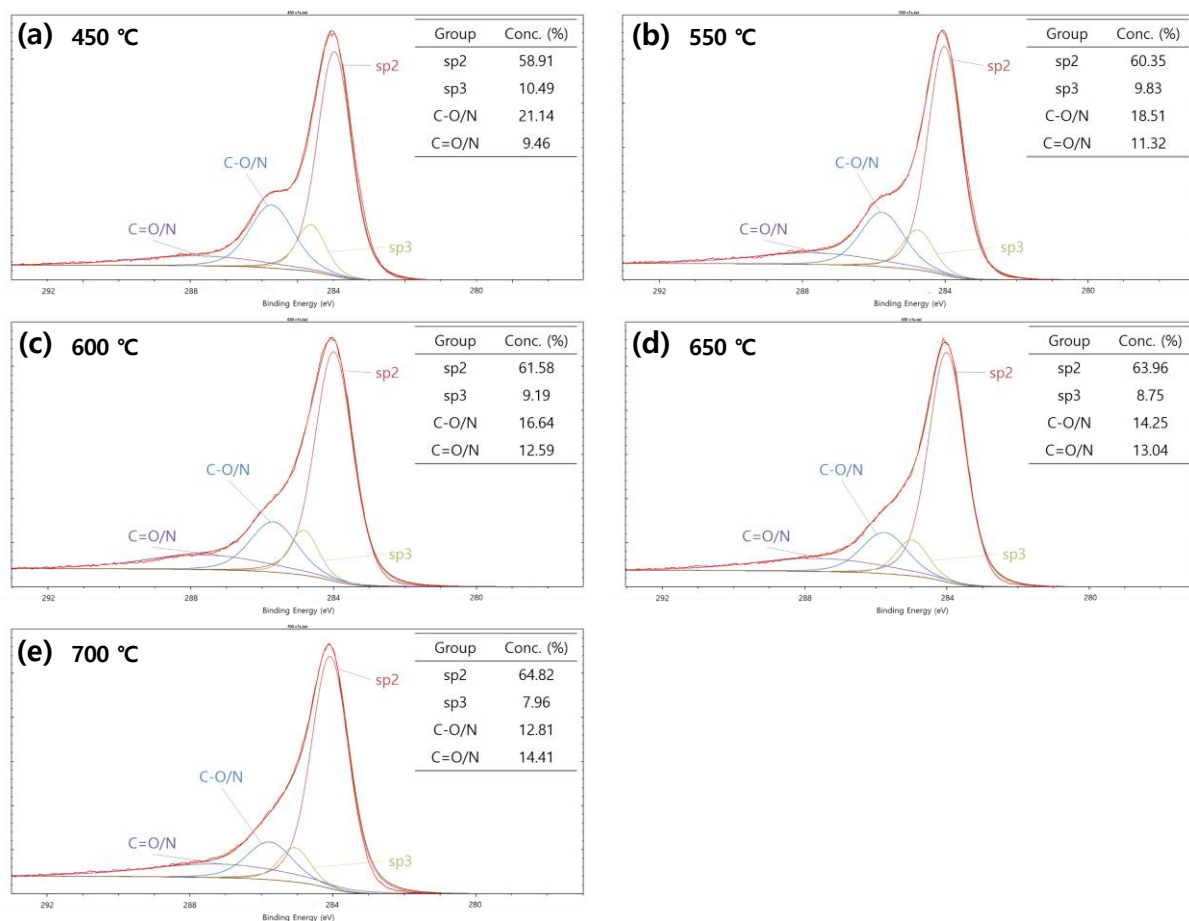 (a) 450 ℃
Group Conc. (%)
sp2 58.91
sp3 10.49
C-O/N 21.14
C=O/N 9.46
sp2
C-O/N
C=O/N
sp3
292 288 284 280
Binding Energy (eV)
(b) 550 ℃
Group Conc. (%)
sp2 60.35
sp3 9.83
C-O/N 18.51
C=O/N 11.32
sp2
C-O/N
C=O/N
sp3
292 288 284 280
Binding Energy (eV)
(c) 600 ℃
Group Conc. (%)
sp2 61.58
sp3 9.19
C-O/N 16.64
C=O/N 12.59
sp2
C-O/N
C=O/N
sp3
292 288 284 280
Binding Energy (eV)
(d) 650 ℃
Group Conc. (%)
sp2 63.96
sp3 8.75
C-O/N 14.25
C=O/N 13.04
sp2
C-O/N
C=O/N
sp3
292 288 284 280
Binding Energy (eV)
(e) 700 ℃
Group Conc. (%)
sp2 64.82
sp3 7.96
C-O/N 12.81
C=O/N 14.41
sp2
C-O/N
C=O/N
sp3
292 288 284 280
Binding Energy (eV)